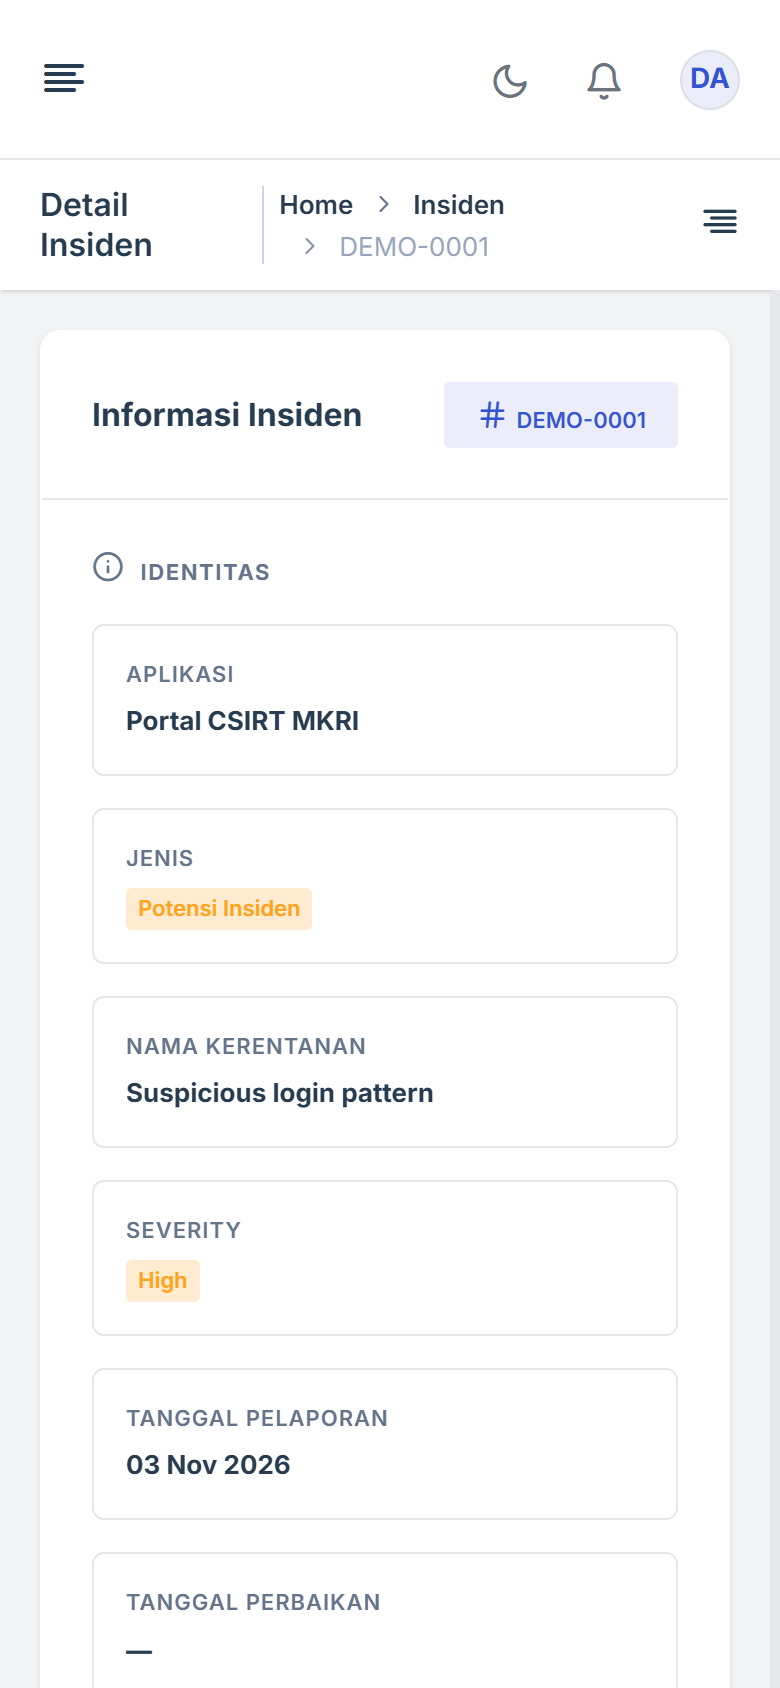 DA
Detail
Insiden
Home > Insiden
> DEMO-0001
Informasi Insiden
# DEMO-0001
IDENTITAS
APLIKASI
Portal CSIRT MKRI
JENIS
Potensi Insiden
NAMA KERENTANAN
Suspicious login pattern
SEVERITY
High
TANGGAL PELAPORAN
03 Nov 2026
TANGGAL PERBAIKAN
—